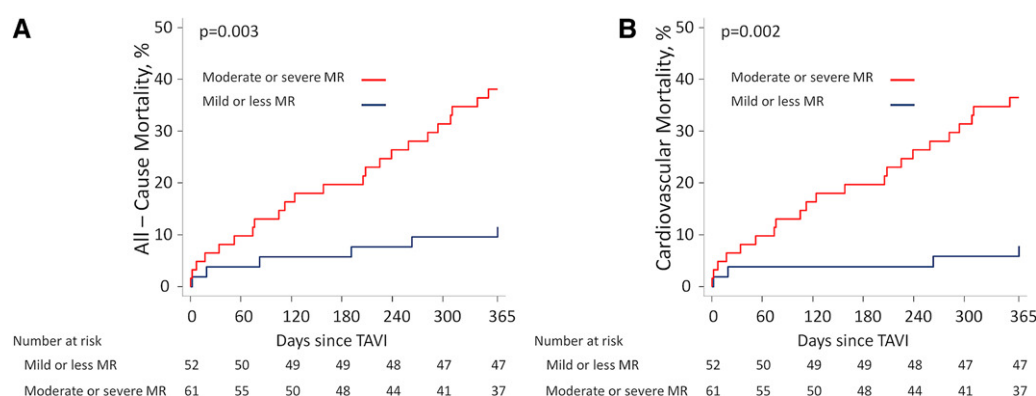 A
p=0.003
All – Cause Mortality, %
50
40
30
20
10
0
Moderate or severe MR
Mild or less MR
0 60 120 180 240 300 365
Days since TAVI
Number at risk
Mild or less MR 52 50 49 49 48 47 47
Moderate or severe MR 61 55 50 48 44 41 37
B
p=0.002
Cardiovascular Mortality, %
50
40
30
20
10
0
Moderate or severe MR
Mild or less MR
0 60 120 180 240 300 365
Days since TAVI
Number at risk
Mild or less MR 52 50 49 49 48 47 47
Moderate or severe MR 61 55 50 48 44 41 37